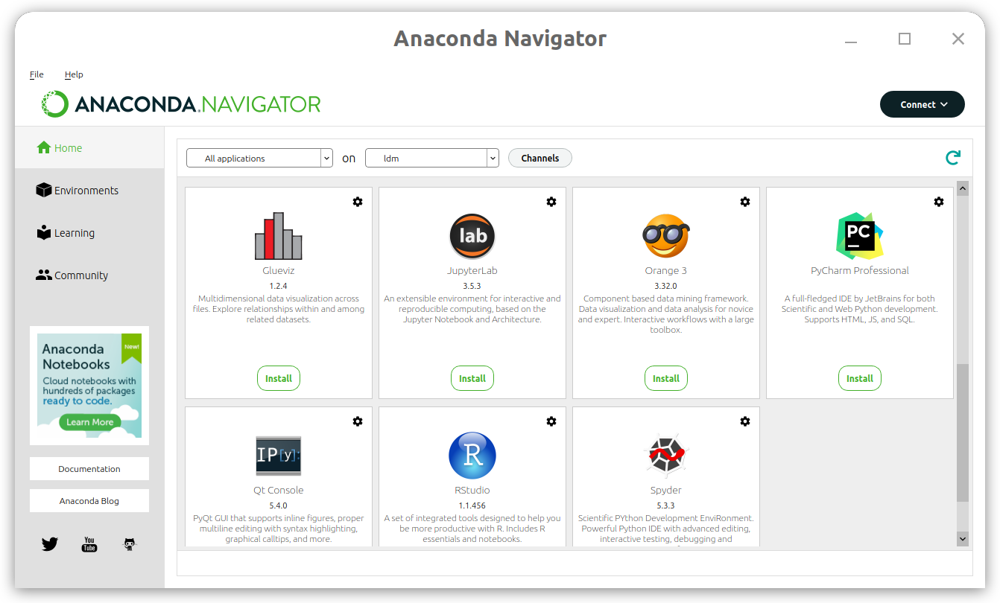 Anaconda Navigator
File Help
ANACONDA.NAVIGATOR
Connect
Home
Environments
Learning
Community
Anaconda
Notebooks
New!
Cloud notebooks with
hundreds of packages
ready to code.
Learn More
Documentation
Anaconda Blog
You
Tube
All applications on ldm Channels
Glueviz
1.2.4
Multidimensional data visualization across
files. Explore relationships within and among
related datasets.
Install
lab
JupyterLab
3.5.3
An extensible environment for interactive and
reproducible computing, based on the
Jupyter Notebook and Architecture.
Install
Orange 3
3.32.0
Component based data mining framework.
Data visualization and data analysis for novice
and expert. Interactive workflows with a large
toolbox.
Install
PC
PyCharm Professional
A full-fledged IDE by JetBrains for both
Scientific and Web Python development.
Supports HTML, JS, and SQL.
Install
IP[y]:
Qt Console
5.4.0
PyQt GUI that supports inline figures, proper
multiline editing with syntax highlighting,
graphical calltips, and more.
R
RStudio
1.1.456
A set of integrated tools designed to help you
be more productive with R. Includes R
essentials and notebooks.
Spyder
5.3.3
Scientific PYthon Development EnviRonment.
Powerful Python IDE with advanced editing,
interactive testing, debugging and